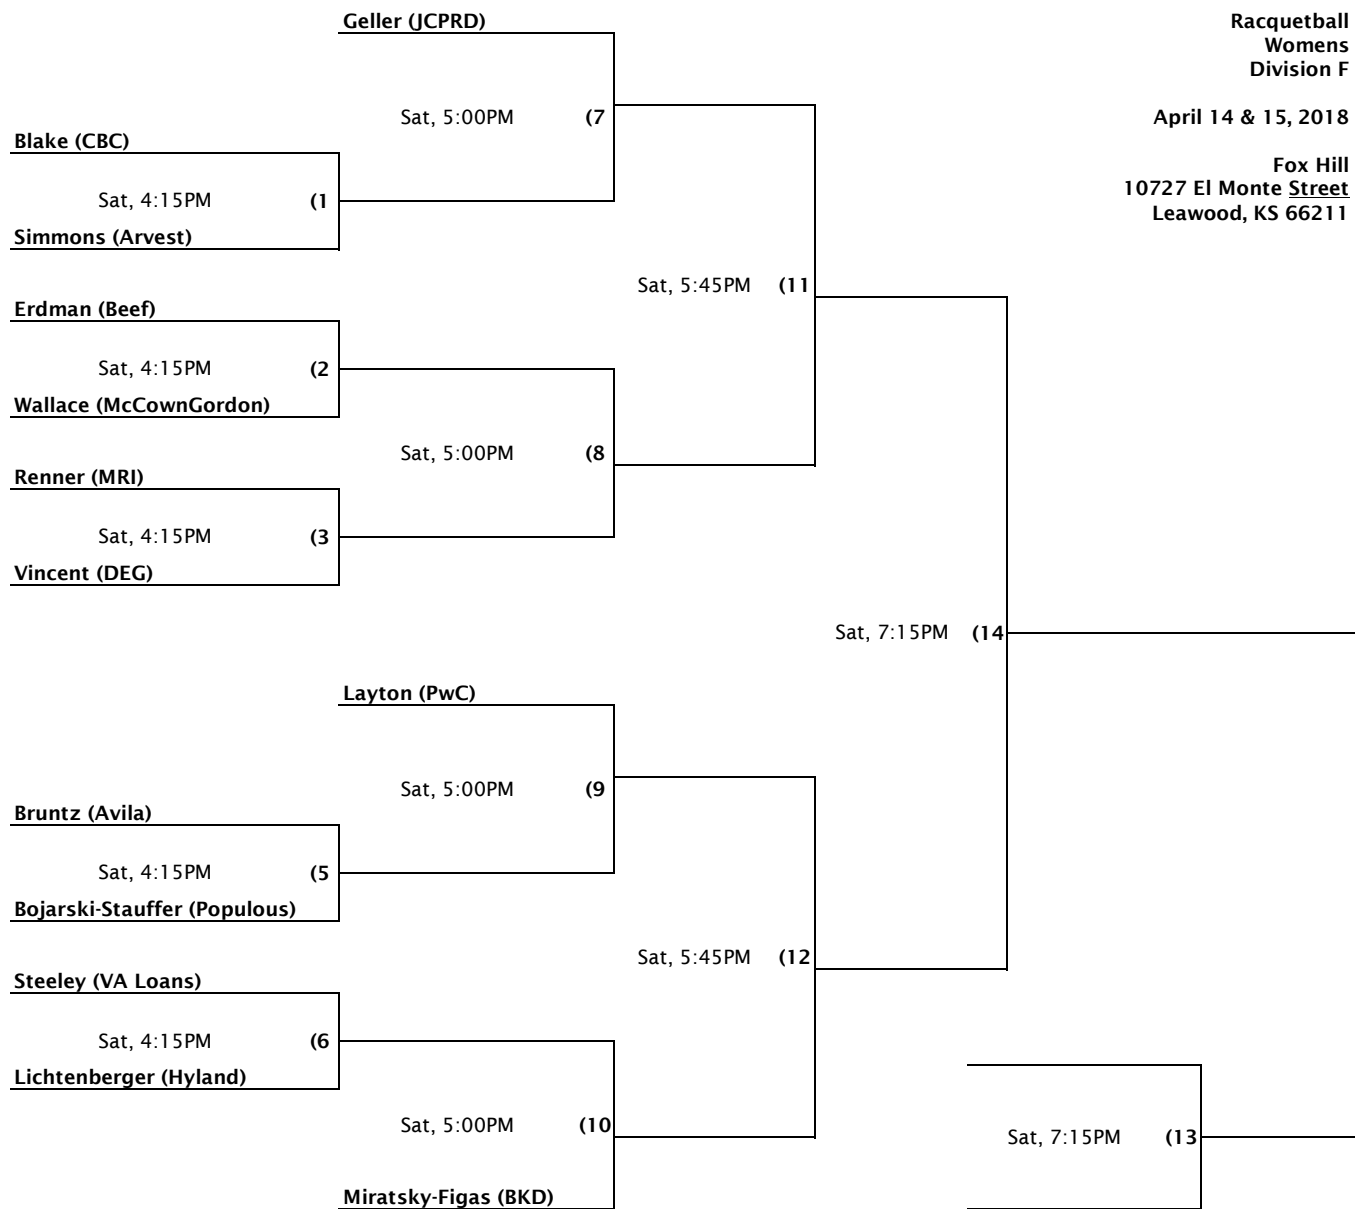 Geller (JCPRD)
Racquetball
Womens
Division F
April 14 & 15, 2018
Fox Hill
10727 El Monte Street
Leawood, KS 66211
Sat, 5:00PM (7
Blake (CBC)
Sat, 4:15PM (1
Simmons (Arvest)
Sat, 5:45PM (11
Erdman (Beef)
Sat, 4:15PM (2
Wallace (McCownGordon)
Sat, 5:00PM (8
Renner (MRI)
Sat, 4:15PM (3
Vincent (DEG)
Sat, 7:15PM (14
Layton (PwC)
Sat, 5:00PM (9
Bruntz (Avila)
Sat, 4:15PM (5
Bojarski-Stauffer (Populous)
Sat, 5:45PM (12
Steeley (VA Loans)
Sat, 4:15PM (6
Lichtenberger (Hyland)
Sat, 5:00PM (10
Sat, 7:15PM (13
Miratsky-Figas (BKD)